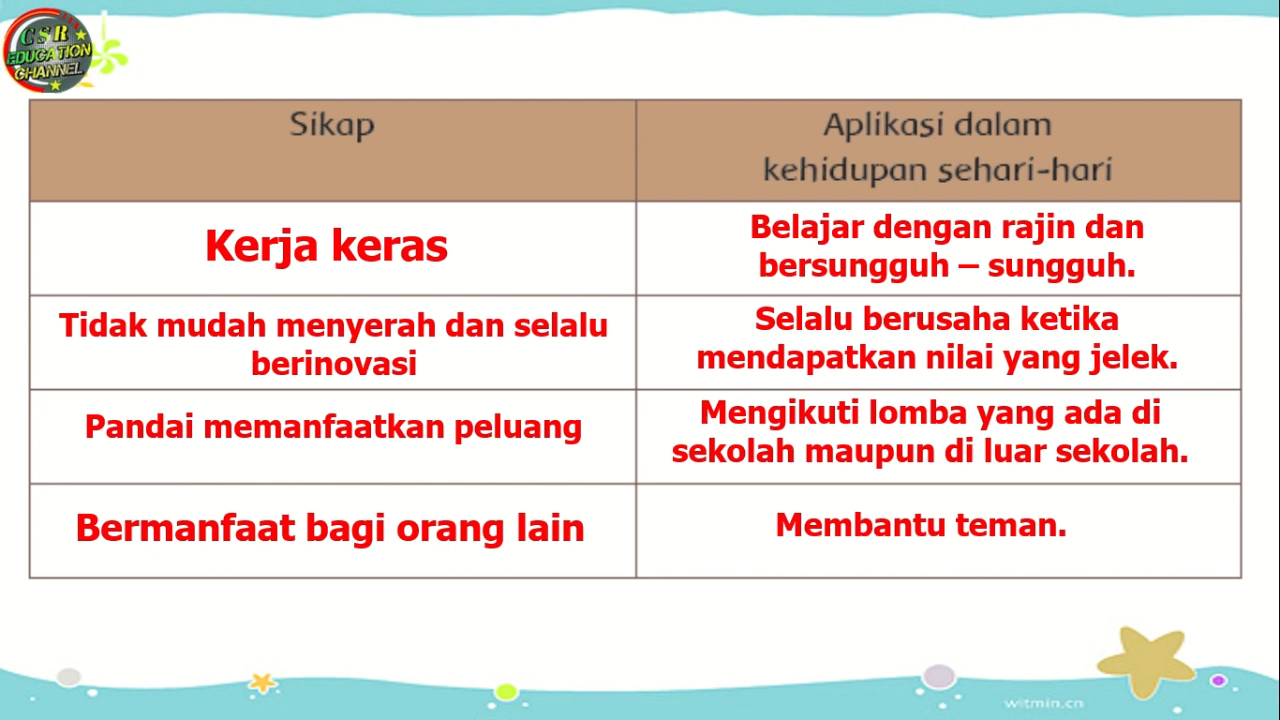 CSR
EDUCATION
CHANNEL
Sikap
Aplikasi dalam
kehidupan sehari-hari
Kerja keras
Belajar dengan rajin dan
bersungguh – sungguh.
Tidak mudah menyerah dan selalu
berinovasi
Selalu berusaha ketika
mendapatkan nilai yang jelek.
Pandai memanfaatkan peluang
Mengikuti lomba yang ada di
sekolah maupun di luar sekolah.
Bermanfaat bagi orang lain
Membantu teman.
witmin.cn